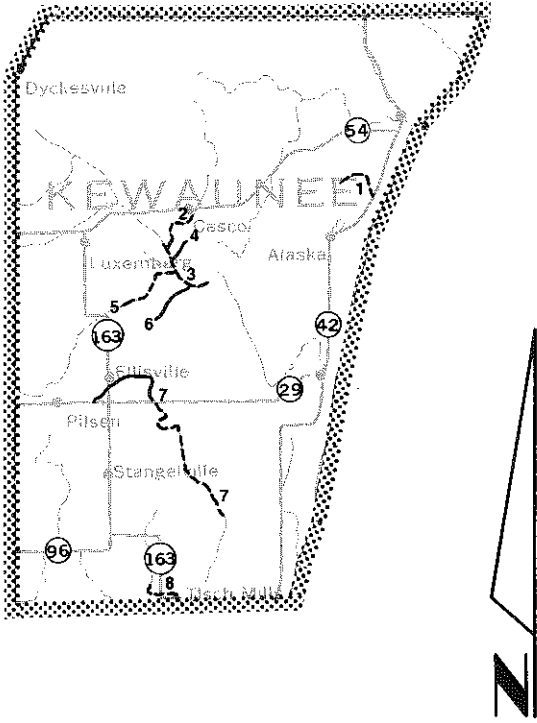 Dyckesville
54
1
KEWAUNEE
2
Casco
4
Luxemburg
Alaska
3
5
6
163
42
Ellisville
29
7
Pilsen
Stangelville
7
96
163
8
Tisch Mills
N